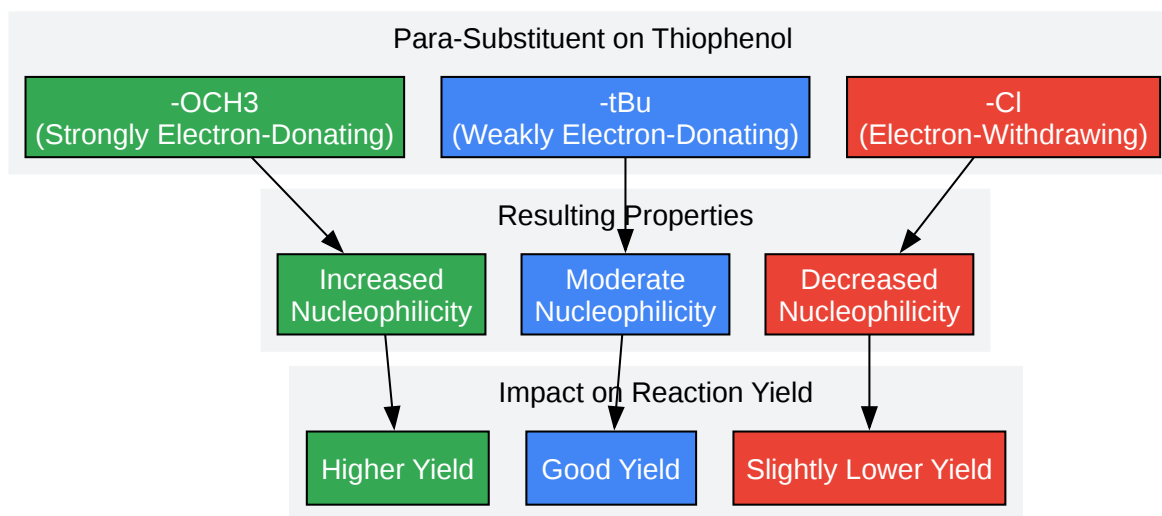 Para-Substituent on Thiophenol
-OCH3
(Strongly Electron-Donating)
-tBu
(Weakly Electron-Donating)
-Cl
(Electron-Withdrawing)
Resulting Properties
Increased
Nucleophilicity
Moderate
Nucleophilicity
Decreased
Nucleophilicity
Impact on Reaction Yield
Higher Yield
Good Yield
Slightly Lower Yield